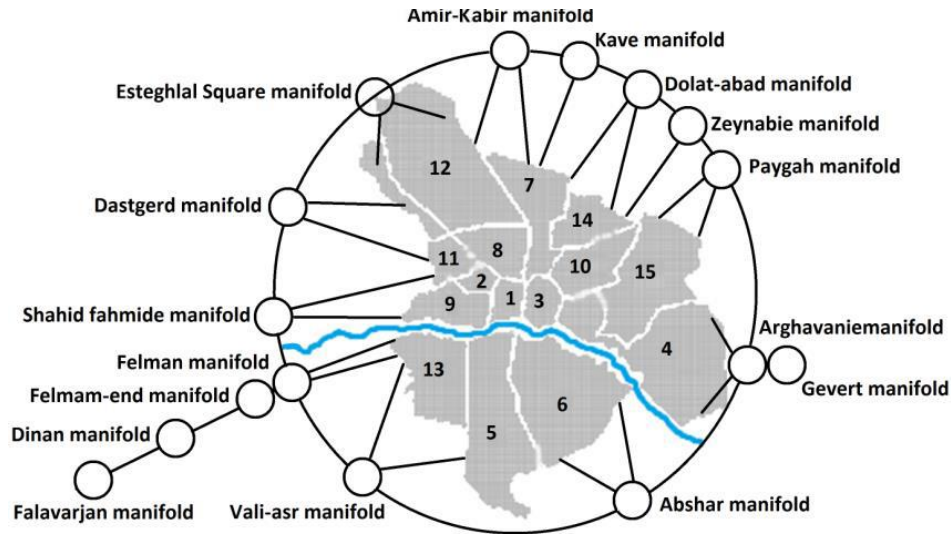 Amir-Kabir manifold
Kave manifold
Esteghlal Square manifold
Dolat-abad manifold
Zeynabie manifold
12
7
Paygah manifold
Dastgerd manifold
14
8
11
10
15
2
1
3
9
Shahid fahmide manifold
Arghavaniemanifold
4
Felman manifold
13
Gevert manifold
Felmam-end manifold
6
Dinan manifold
5
Falavarjan manifold
Vali-asr manifold
Abshar manifold